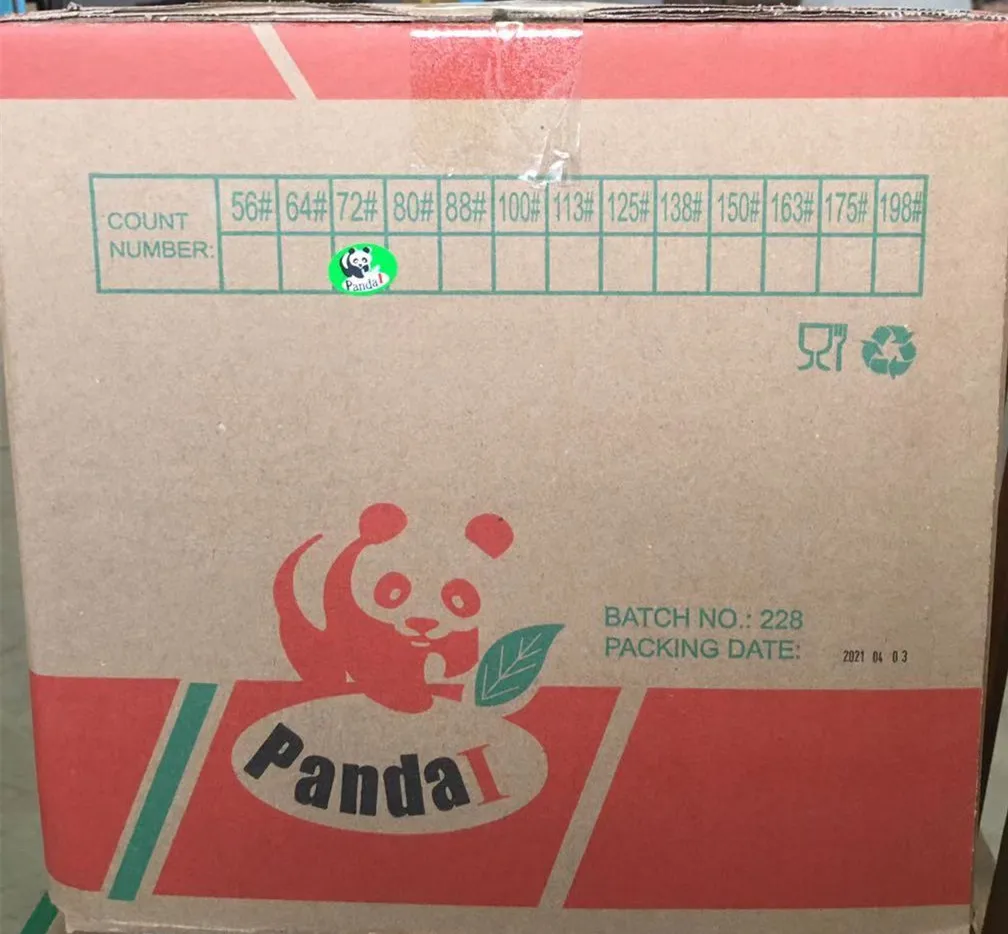 COUNT NUMBER: 56# 64# 72# 80# 88# 100# 113# 125# 138# 150# 163# 175# 198#
PandaI
BATCH NO.: 228
PACKING DATE: 2021 04 03
PandaI